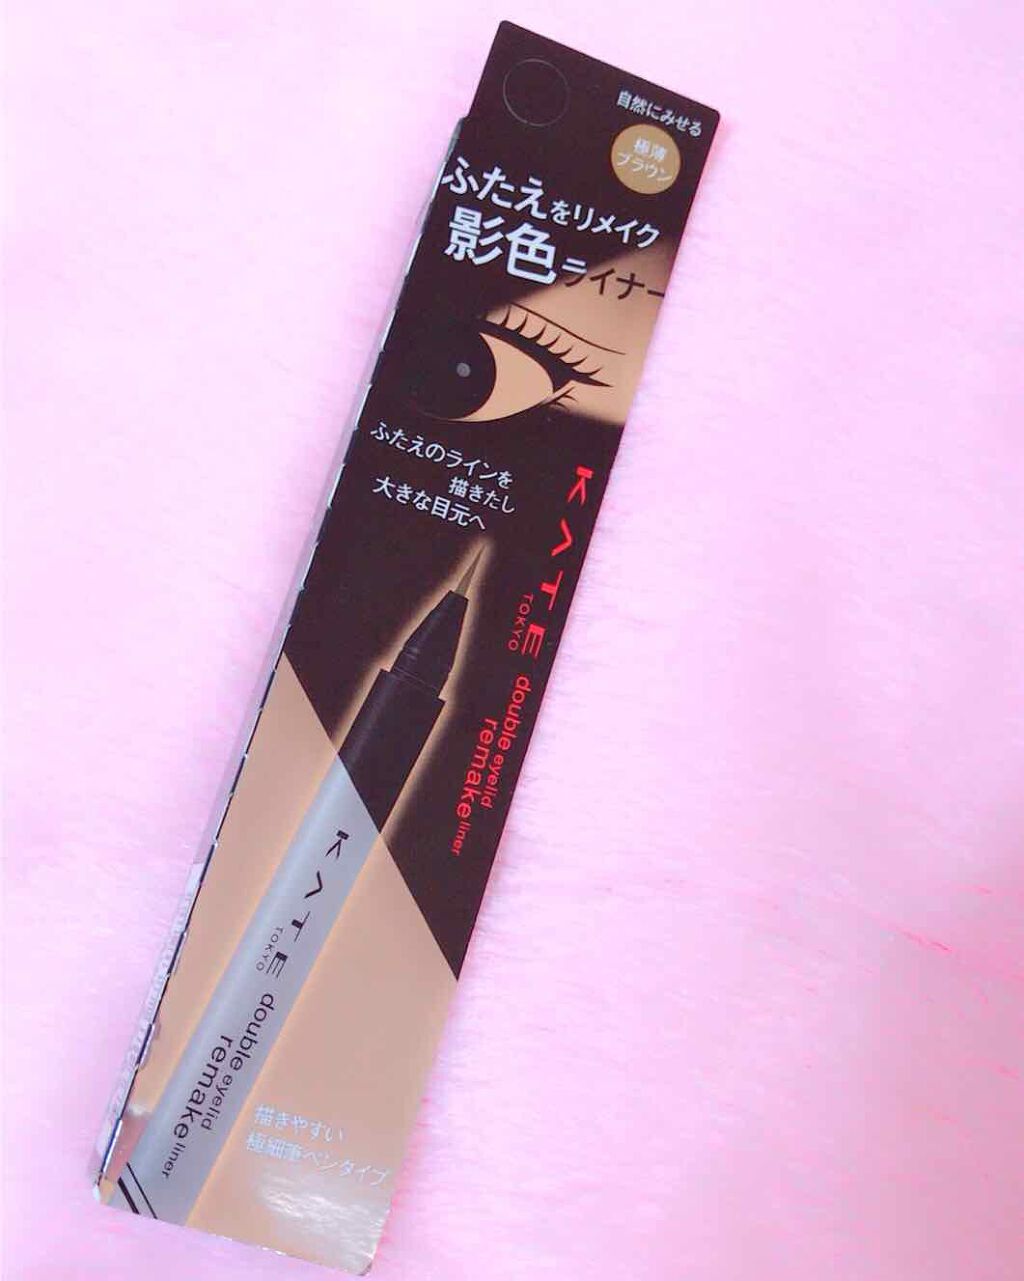 自然にみせる
極薄
ブラウン
ふたえをリメイク
影色ライナー
ふたえのラインを
描きたし
大きな目元へ
KATE
TOKYO
double eyelid
remake liner
KATE
TOKYO
double eyelid
remake liner
描きやすい
極細筆ペンタイプ